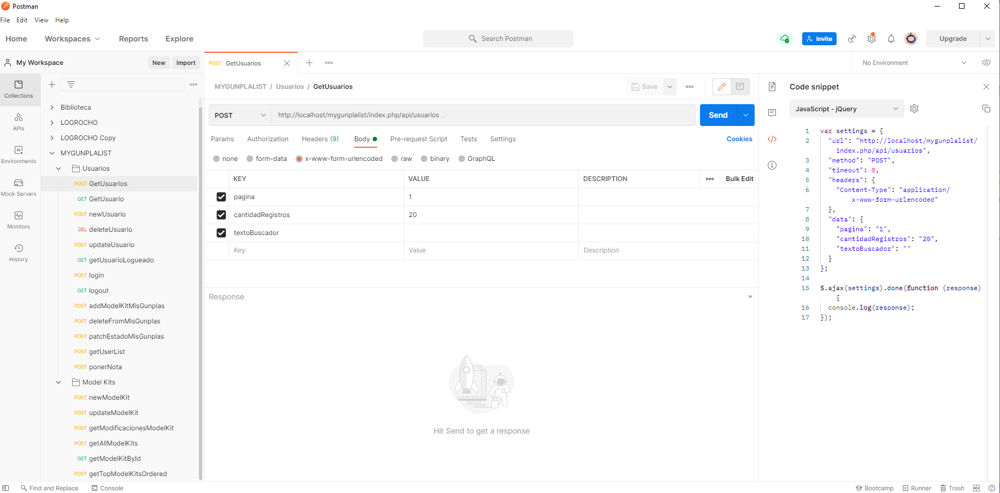 Postman
File Edit View Help
Home Workspaces Reports Explore
Search Postman
Invite
Upgrade
My Workspace New Import
POST GetUsuarios
No Environment
Collections
APIs
Environments
Mock Servers
Monitors
History
Biblioteca
LOGROCHO
LOGROCHO Copy
MYGUNPLALIST
Usuarios
POST GetUsuarios
GET GetUsuario
POST newUsuario
DEL deleteUsuario
POST updateUsuario
GET getUsuarioLogueado
POST login
GET logout
POST addModelKitMisGunplas
POST deleteFromMisGunplas
POST patchEstadoMisGunplas
POST getUserList
POST ponerNota
Model Kits
POST newModelKit
POST updateModelKit
POST getModificacionesModelKit
POST getAllModelKits
GET getModelKitById
POST getTopModelKitsOrdered
MYGUNPLALIST / Usuarios / GetUsuarios
Save
POST
http://localhost/mygunplalist/index.php/api/usuarios ...
Send
Params Authorization Headers (9) Body Pre-request Script Tests Settings
Cookies
none form-data x-www-form-urlencoded raw binary GraphQL
KEY VALUE DESCRIPTION Bulk Edit
pagina 1
cantidadRegistros 20
textoBuscador
Key Value Description
Response
Hit Send to get a response
Code snippet
JavaScript - jQuery
1 var settings = {
2 "url": "http://localhost/mygunplalist/
index.php/api/usuarios",
3 "method": "POST",
4 "timeout": 0,
5 "headers": {
6 "Content-Type": "application/
x-www-form-urlencoded"
7 },
8 "data": {
9 "pagina": "1",
10 "cantidadRegistros": "20",
11 "textoBuscador": ""
12 }
13 };
14
15 $.ajax(settings).done(function (response)
{
16 console.log(response);
17 });
Find and Replace Console
Bootcamp Runner Trash